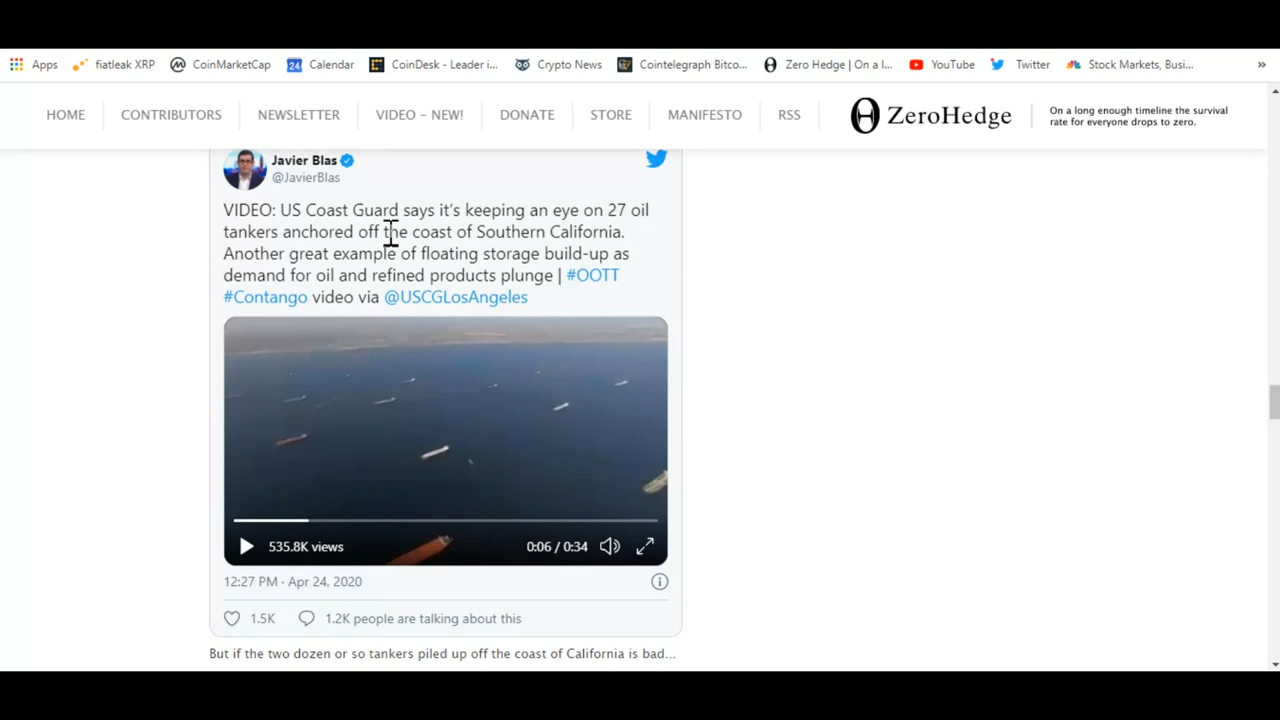 Apps fiatleak XRP CoinMarketCap 24 Calendar CoinDesk - Leader i... Crypto News Cointelegraph Bitco... Zero Hedge | On a l... YouTube Twitter Stock Markets, Busi... »
HOME CONTRIBUTORS NEWSLETTER VIDEO – NEW! DONATE STORE MANIFESTO RSS ZeroHedge
On a long enough timeline the survival
rate for everyone drops to zero.
Javier Blas
@JavierBlas
VIDEO: US Coast Guard says it’s keeping an eye on 27 oil
tankers anchored off the coast of Southern California.
Another great example of floating storage build-up as
demand for oil and refined products plunge | #OOTT
#Contango video via @USCGLosAngeles
535.8K views 0:06 / 0:34
12:27 PM · Apr 24, 2020
1.5K 1.2K people are talking about this
But if the two dozen or so tankers piled up off the coast of California is bad...